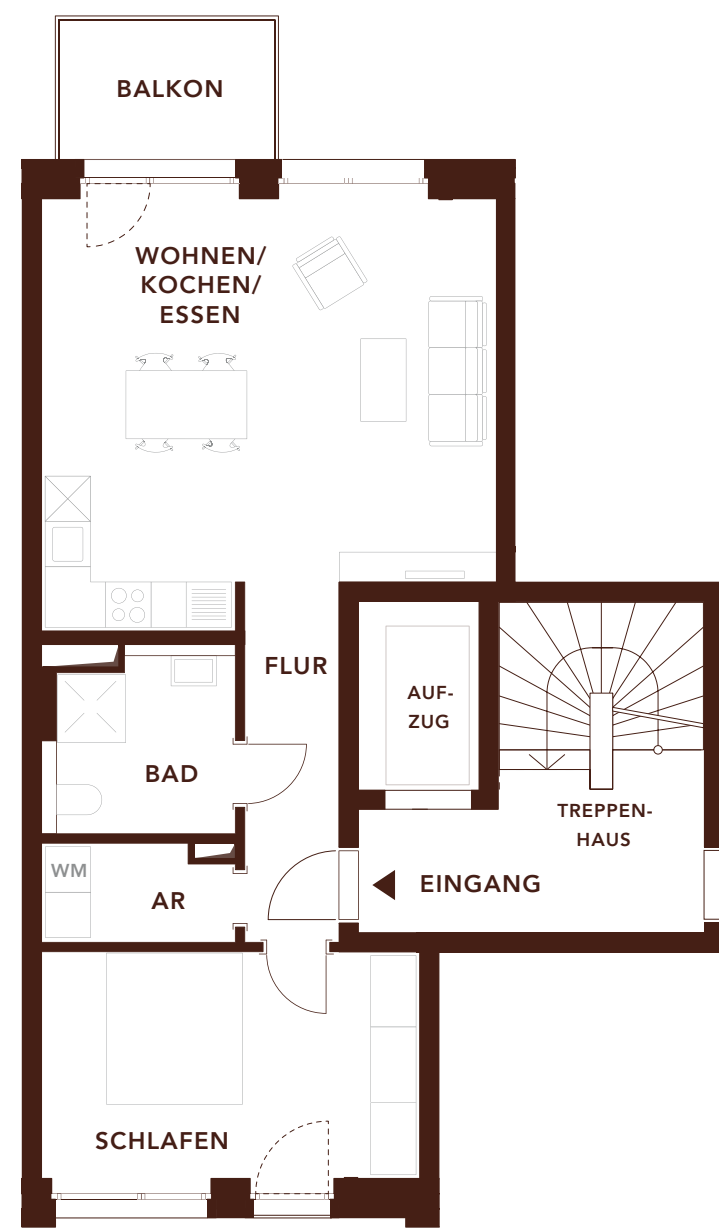 BALKON
WOHNEN/
KOCHEN/
ESSEN
FLUR
AUF-
ZUG
BAD
TREPPEN-
HAUS
WM
AR
EINGANG
SCHLAFEN